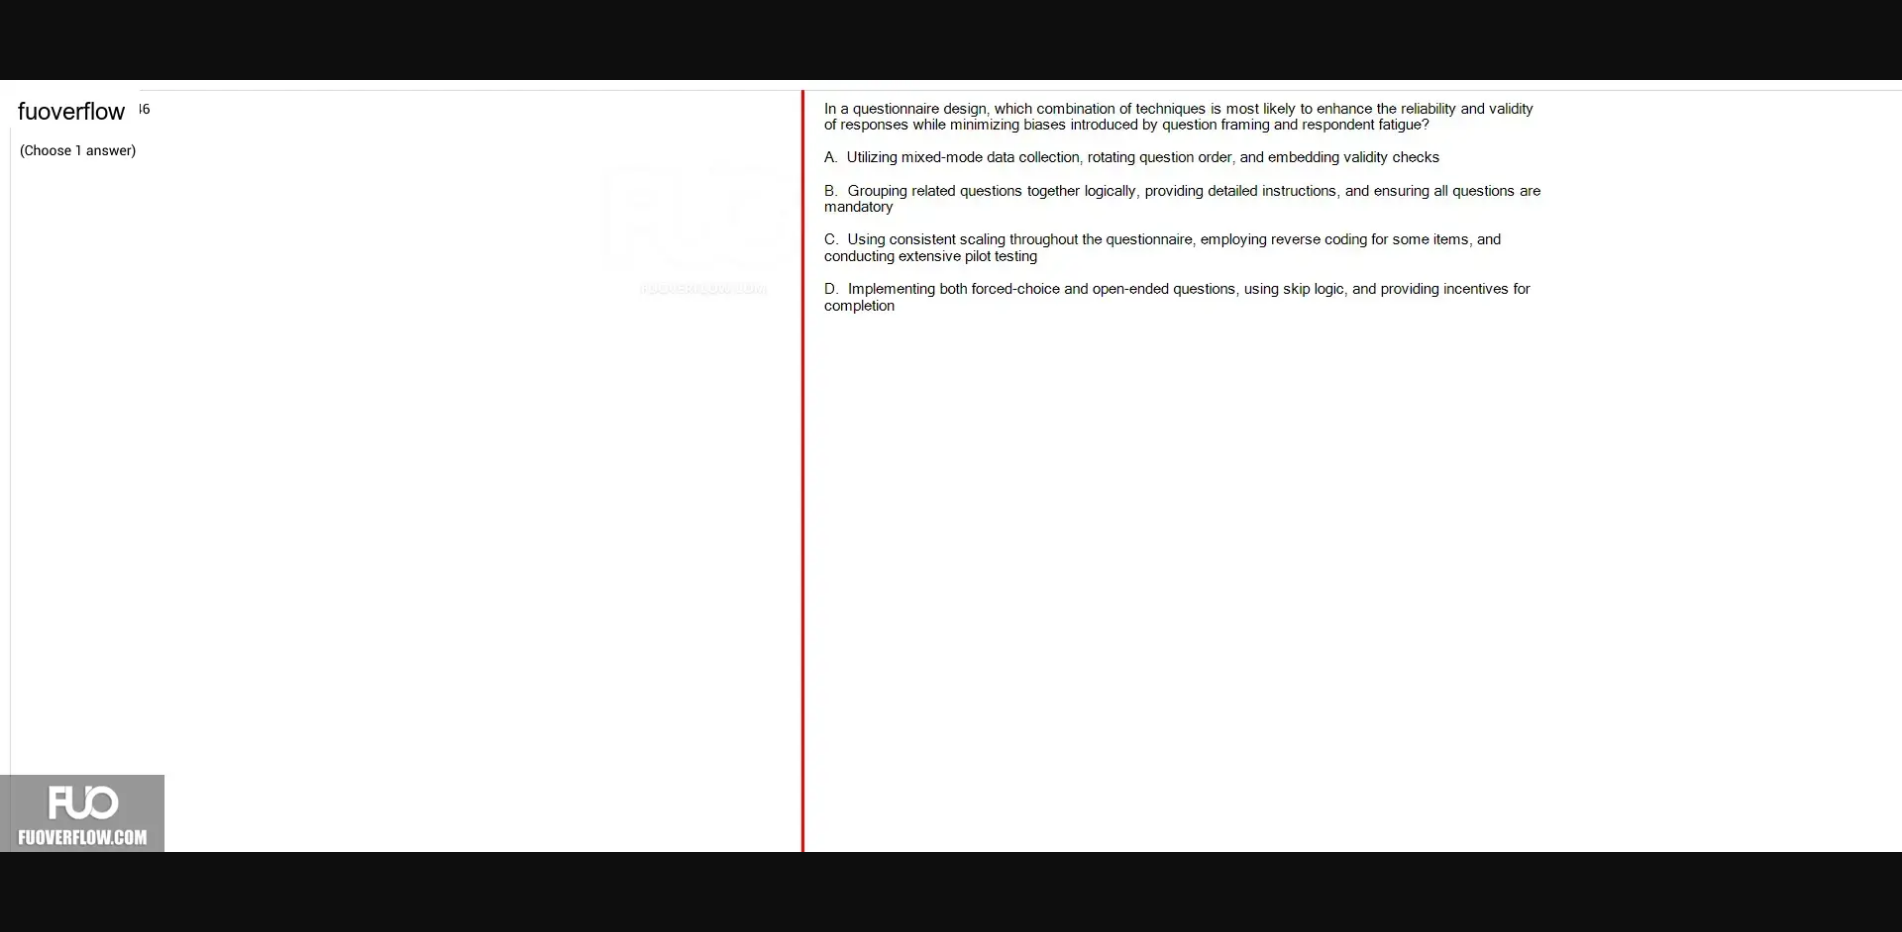 fuoverflow 46
(Choose 1 answer)
In a questionnaire design, which combination of techniques is most likely to enhance the reliability and validity
of responses while minimizing biases introduced by question framing and respondent fatigue?
A. Utilizing mixed-mode data collection, rotating question order, and embedding validity checks
B. Grouping related questions together logically, providing detailed instructions, and ensuring all questions are
mandatory
C. Using consistent scaling throughout the questionnaire, employing reverse coding for some items, and
conducting extensive pilot testing
D. Implementing both forced-choice and open-ended questions, using skip logic, and providing incentives for
completion
FUO
FUOVERFLOW.COM
FUO
FUOVERFLOW.COM